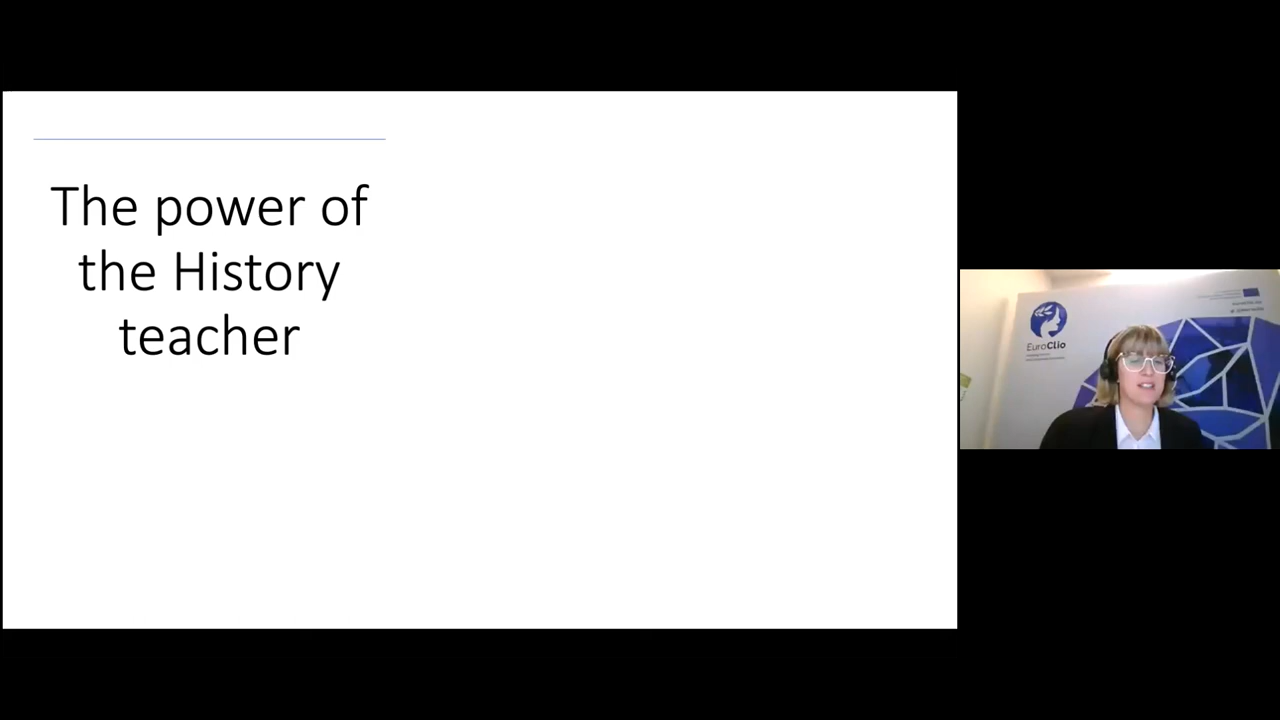 The power of
the History
teacher
EuroClio